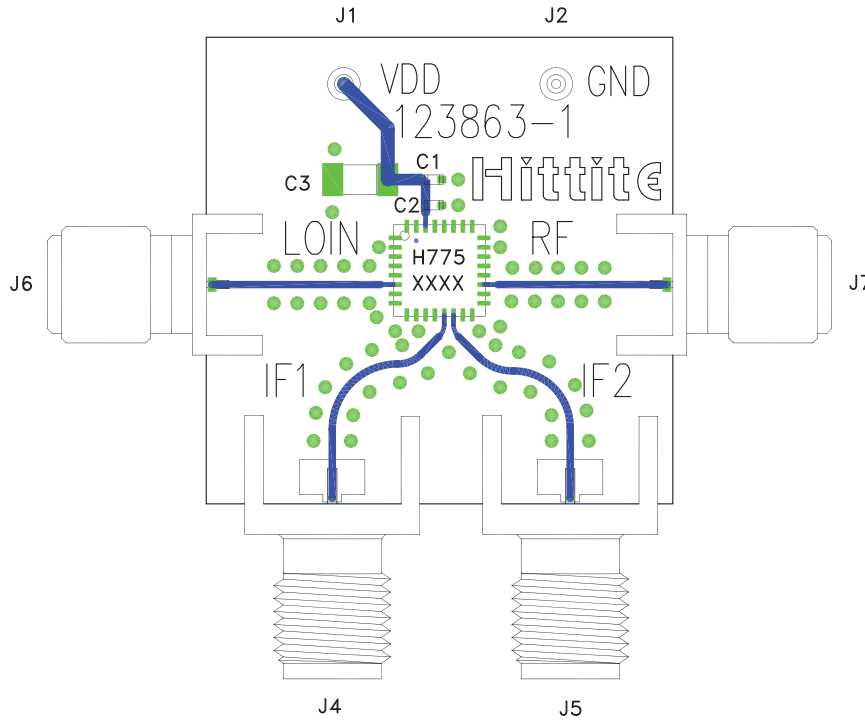 J1 J2
VDD GND
123863-1
C1
C3 Hittite
C2
LOIN RF
H775
XXXX
J6 J7
IF1 IF2
J4 J5